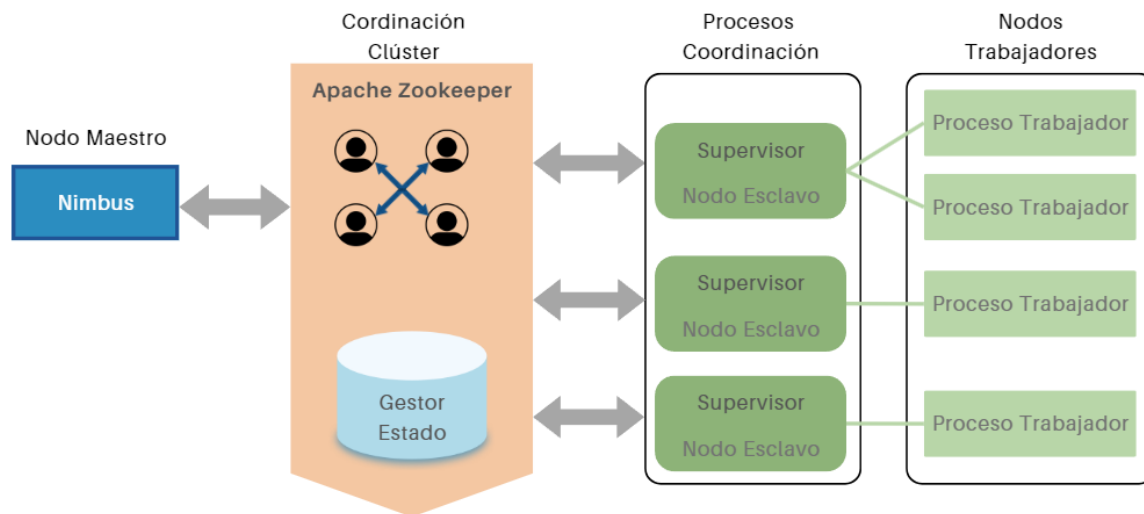 Cordinación
Clúster
Procesos
Coordinación
Nodos
Trabajadores
Apache Zookeeper
Nodo Maestro
Nimbus
Gestor
Estado
Supervisor
Nodo Esclavo
Supervisor
Nodo Esclavo
Supervisor
Nodo Esclavo
Proceso Trabajador
Proceso Trabajador
Proceso Trabajador
Proceso Trabajador